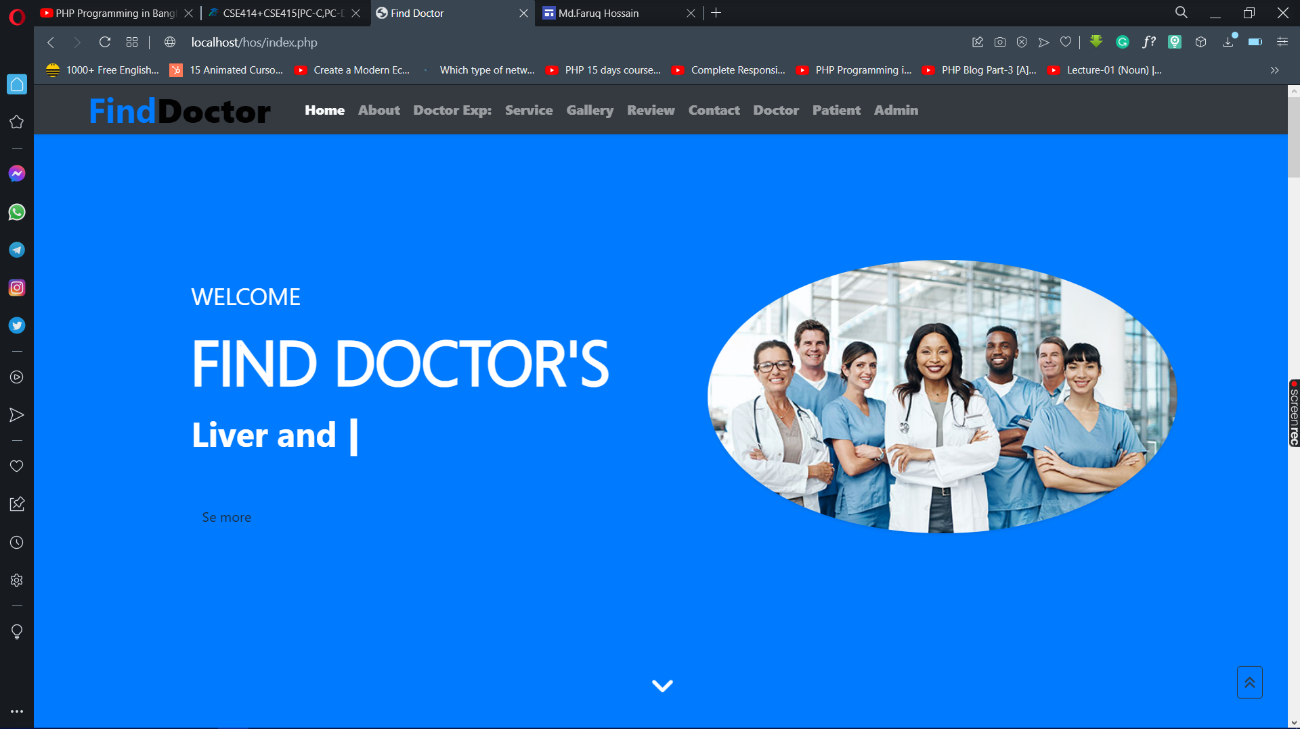 PHP Programming in Bang
CSE414+CSE415[PC-C,PC-D
Find Doctor
Md.Faruq Hossain
localhost/hos/index.php
1000+ Free English...
15 Animated Curso...
Create a Modern Ec...
Which type of netw...
PHP 15 days course...
Complete Responsi...
PHP Programming i...
PHP Blog Part-3 [A]...
Lecture-01 (Noun) |...
FindDoctor
Home
About
Doctor Exp:
Service
Gallery
Review
Contact
Doctor
Patient
Admin
WELCOME
FIND DOCTOR'S
Liver and |
Se more
screenrec